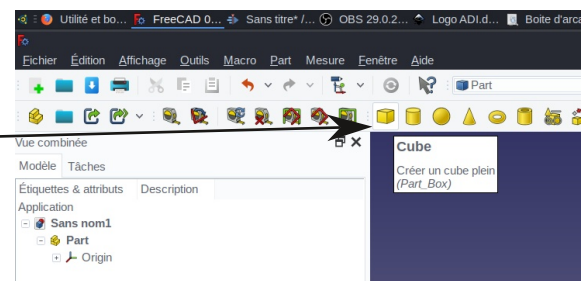 Utilité et bo... FreeCAD 0... Sans titre* /... OBS 29.0.2... Logo ADI.d... Boite d'arca
Fichier Édition Affichage Outils Macro Part Mesure Fenêtre Aide
Part
Vue combinée
Modèle Tâches
Étiquettes & attributs Description
Application
Sans nom1
Part
Origin
Cube
Créer un cube plein
(Part_Box)